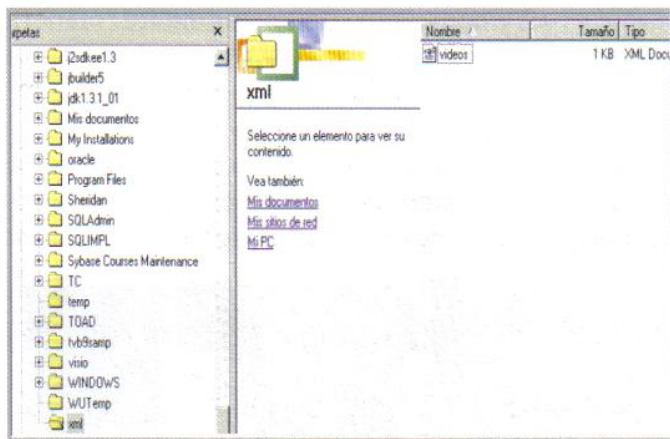 rpetas
j2sdkee1.3
jbuilder5
jdk1.3.1_01
Mis documentos
My Installations
oracle
Program Files
Sheridan
SQLAdmin
SQLIMPL
Sybase Courses Maintenance
TC
temp
TOAD
tvb9samp
visio
WINDOWS
WUTemp
xml
xml
Seleccione un elemento para ver su
contenido.
Vea también:
Mis documentos
Mis sitios de red
Mi PC
Nombre Tamaño Tipo
videos 1 KB XML Docu